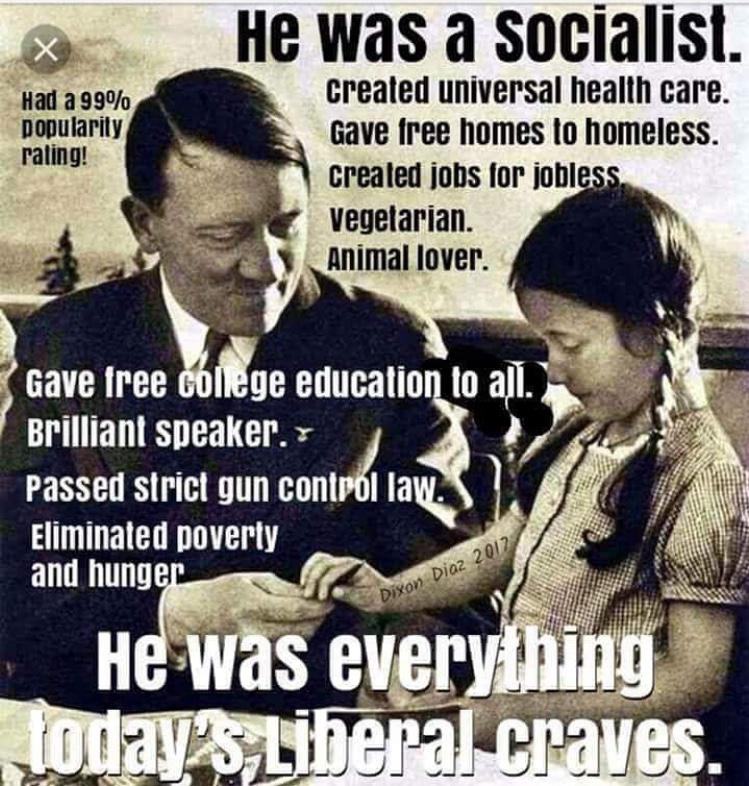 He was a Socialist.
Had a 99%
popularity
rating!
Created universal health care.
Gave free homes to homeless.
Created jobs for jobless.
Vegetarian.
Animal lover.
Gave free college education to all.
Brilliant speaker.
Passed strict gun control law.
Eliminated poverty
and hunger
Dixon Diaz 2017
He was everything
today's Liberal craves.